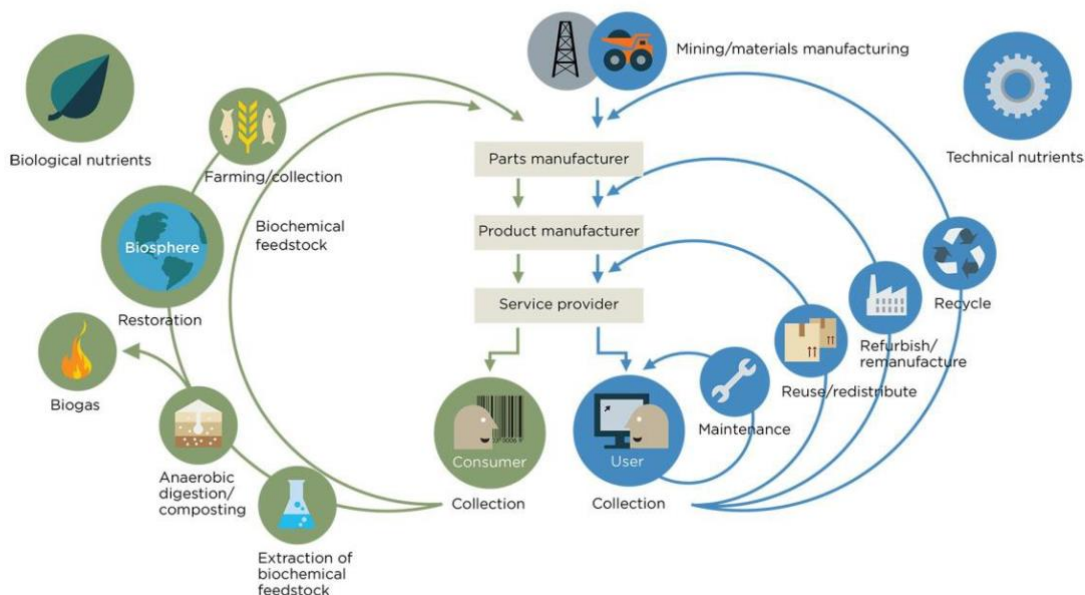 Mining/materials manufacturing
Biological nutrients
Technical nutrients
Farming/collection
Parts manufacturer
Biochemical
feedstock
Product manufacturer
Biosphere
Restoration
Service provider
Recycle
Refurbish/
remanufacture
Reuse/redistribute
Biogas
Maintenance
Consumer
User
Anaerobic
digestion/
composting
Collection
Collection
Extraction of
biochemical
feedstock